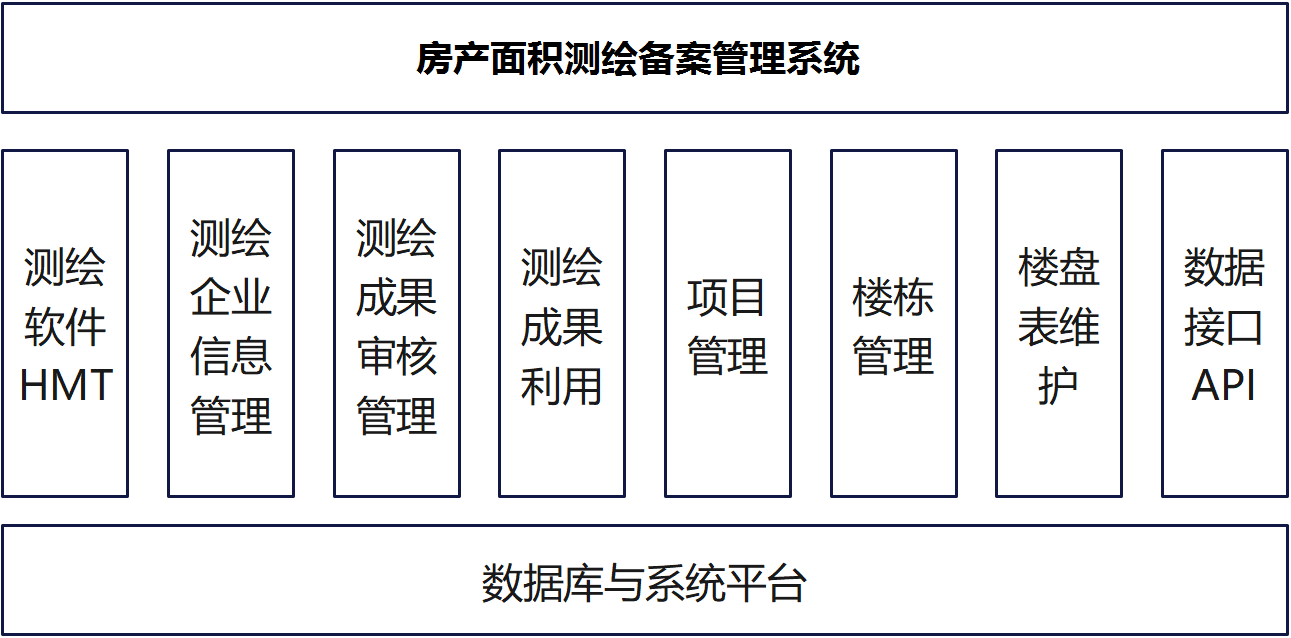 房产面积测绘备案管理系统
测绘
软件
HMT
测绘
企业
信息
管理
测绘
成果
审核
管理
测绘
成果
利用
项目
管理
楼栋
管理
楼盘
表维
护
数据
接口
API
数据库与系统平台